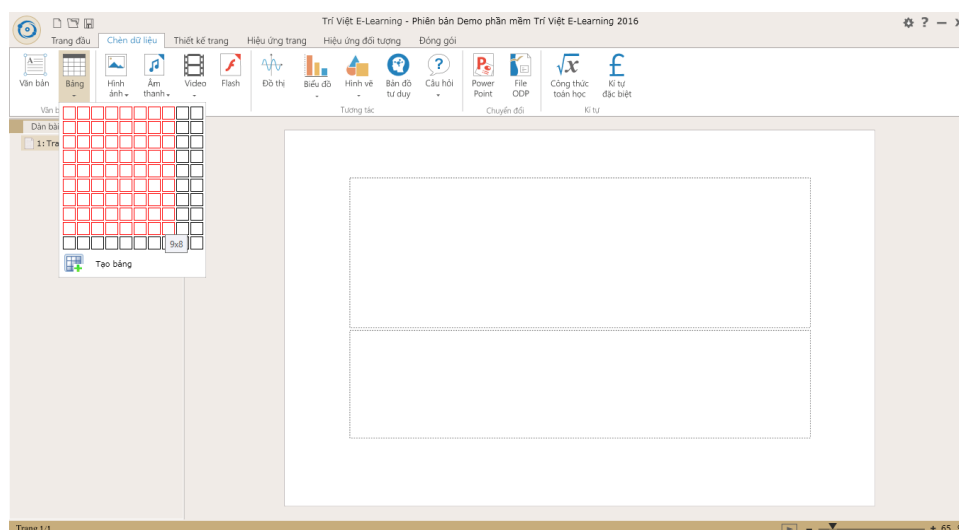 Trí Việt E-Learning - Phiên bản Demo phần mềm Trí Việt E-Learning 2016
Trang đầu Chèn dữ liệu Thiết kế trang Hiệu ứng trang Hiệu ứng đối tượng Đóng gói
Văn bản Bảng Hình ảnh Âm thanh Video Flash Đồ thị Biểu đồ Hình vẽ Bản đồ tư duy Câu hỏi Power Point File ODP Công thức toán học Kí tự đặc biệt
Tương tác Chuyển đổi Kí tự
Dàn bài
9x8
Tạo bảng
Trang 1/1
65